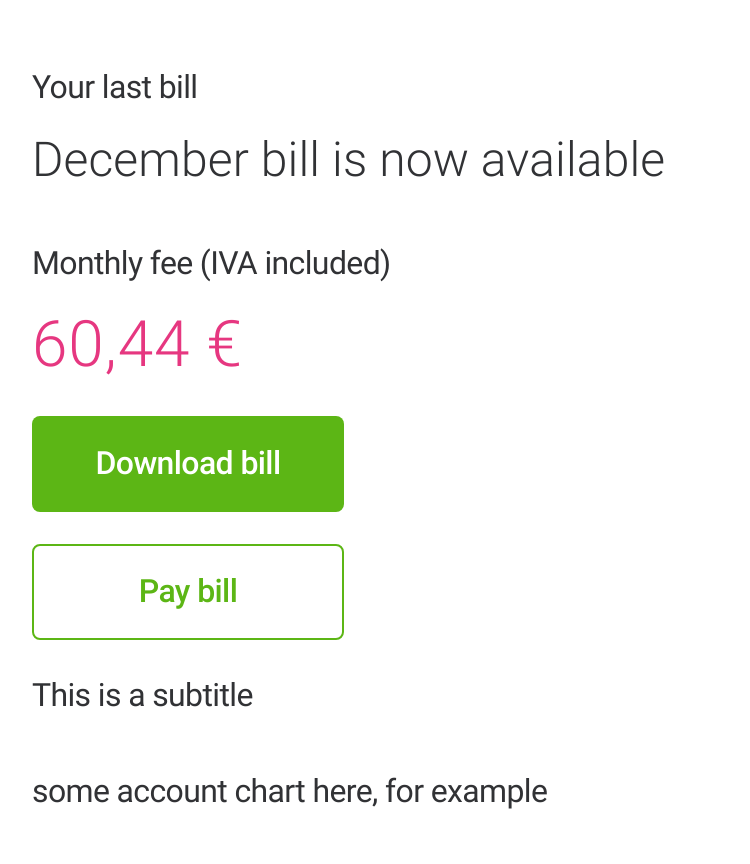 Your last bill
December bill is now available
Monthly fee (IVA included)
60,44 €
Download bill
Pay bill
This is a subtitle
some account chart here, for example